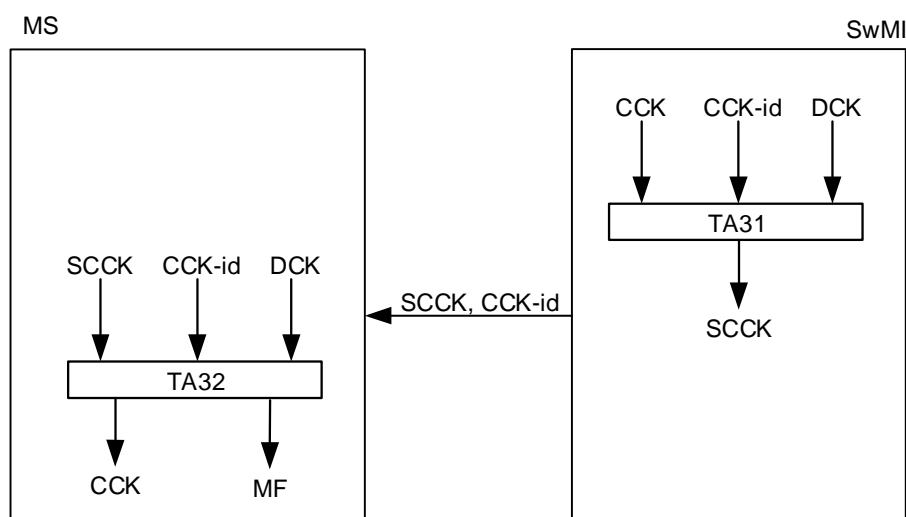 MS
SwMI
CCK CCK-id DCK
TA31
SCCK
SCCK CCK-id DCK
SCCK, CCK-id
TA32
CCK MF